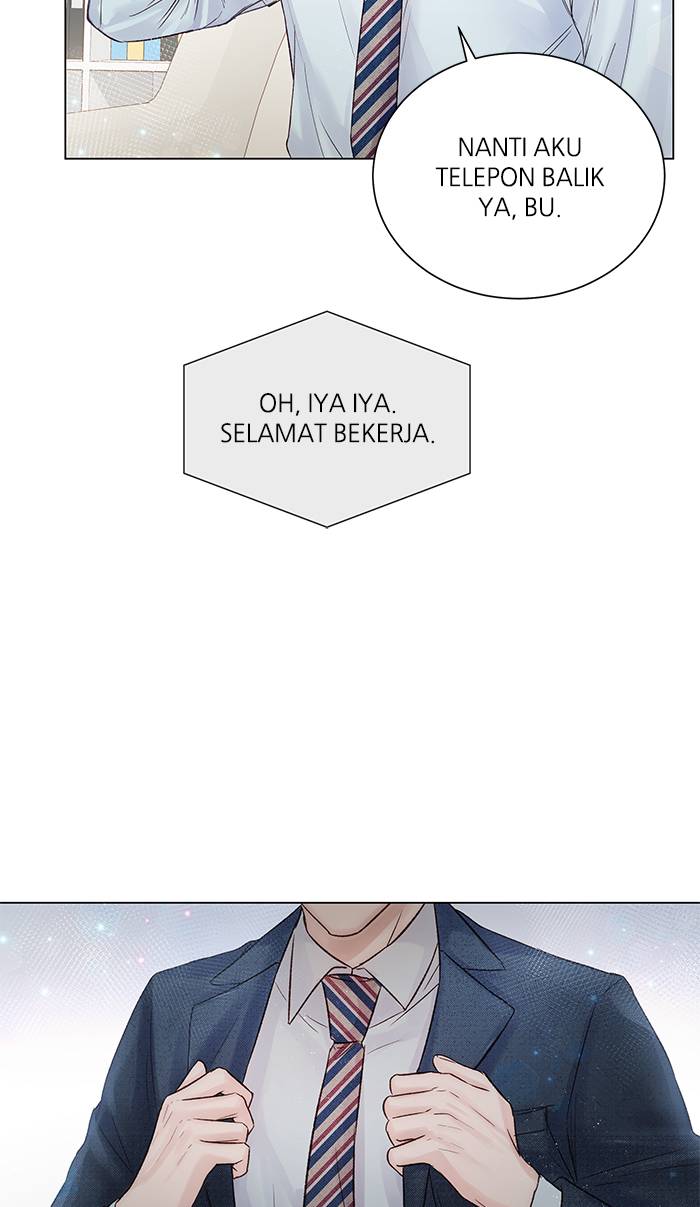 NANTI AKU
TELEPON BALIK
YA, BU.
OH, IYA IYA.
SELAMAT BEKERJA.